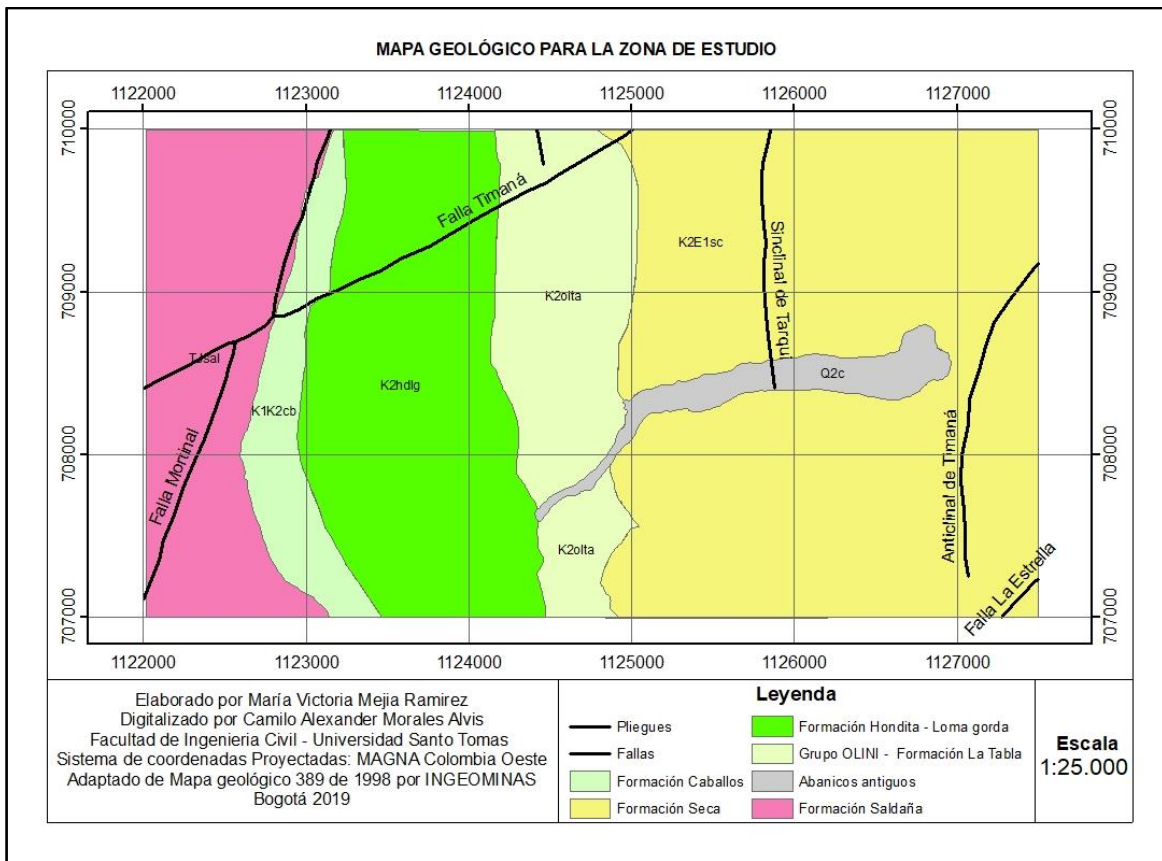 MAPA GEOLÓGICO PARA LA ZONA DE ESTUDIO
1122000 1123000 1124000 1125000 1126000 1127000
710000 710000
Falla Timaná
K2E1sc
Sinclinal de Tarqui
709000 709000
K2olta
TJsal
Q2c
K2hdlg
K1K2cb
708000 708000
Falla Mortinal
Anticlinal de Timaná
K2olta
Falla La Estrella
707000 707000
1122000 1123000 1124000 1125000 1126000 1127000
Elaborado por María Victoria Mejia Ramirez
Digitalizado por Camilo Alexander Morales Alvis
Facultad de Ingenieria Civil - Universidad Santo Tomas
Sistema de coordenadas Proyectadas: MAGNA Colombia Oeste
Adaptado de Mapa geológico 389 de 1998 por INGEOMINAS
Bogotá 2019
Leyenda
Pliegues
Fallas
Formación Caballos
Formación Seca
Formación Hondita - Loma gorda
Grupo OLINI - Formación La Tabla
Abanicos antiguos
Formación Saldaña
Escala
1:25.000